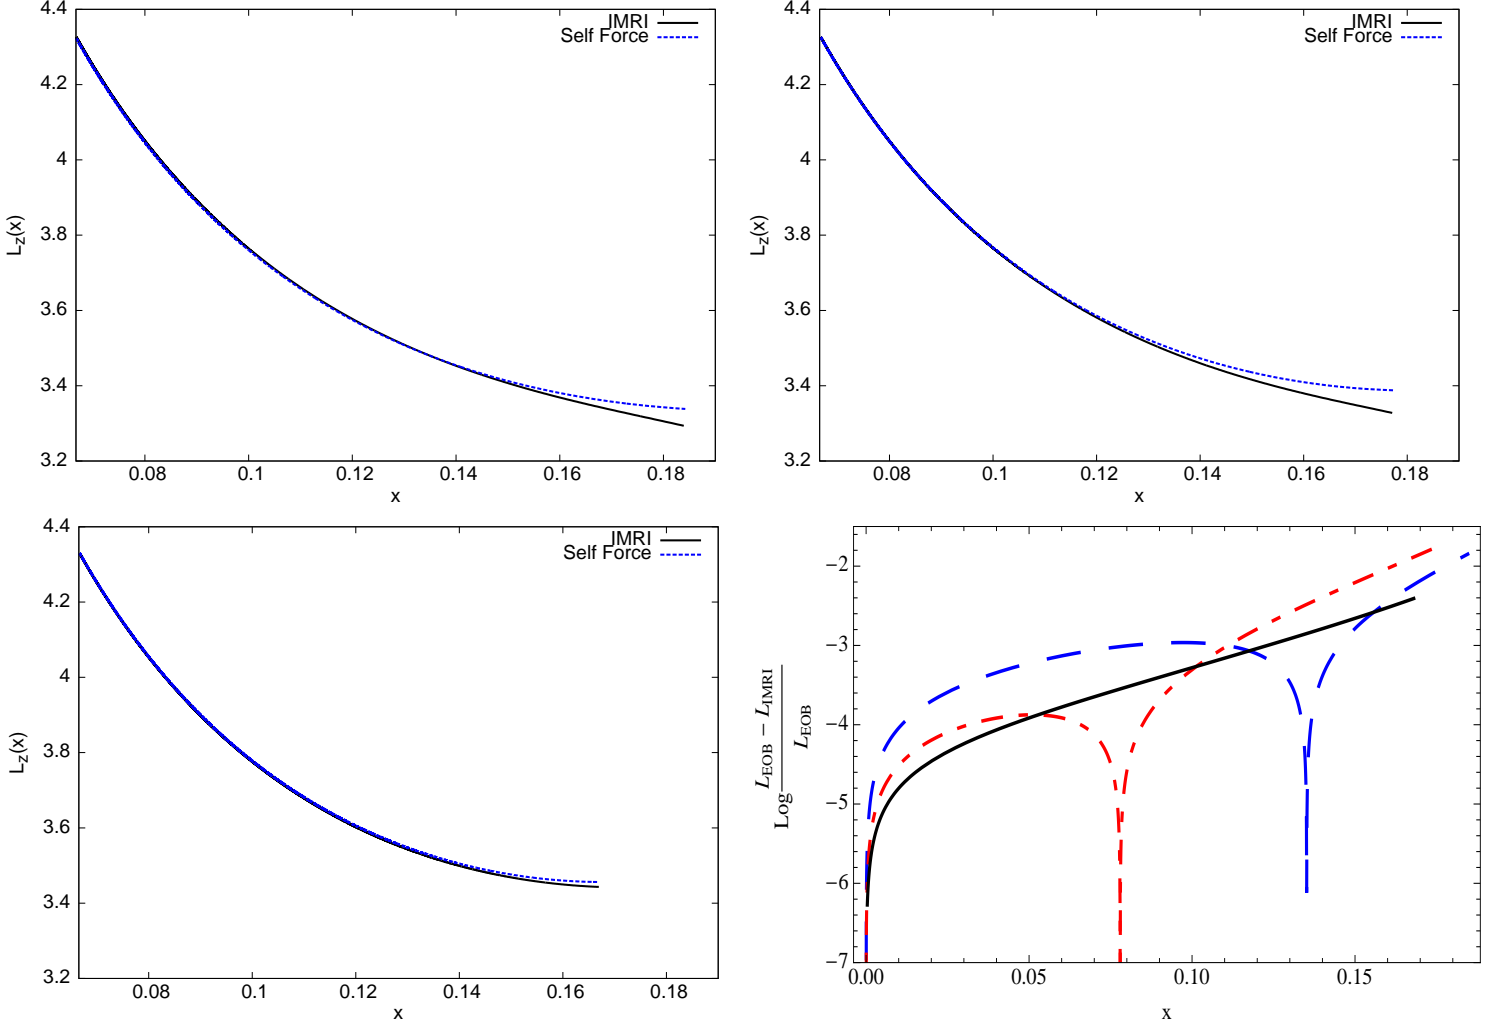 4.4
4.2
4
3.8
3.6
3.4
3.2
0.08 0.1 0.12 0.14 0.16 0.18
L_z(x)
x
IMRI
Self Force
4.4
4.2
4
3.8
3.6
3.4
3.2
0.08 0.1 0.12 0.14 0.16 0.18
L_z(x)
x
IMRI
Self Force
4.4
4.2
4
3.8
3.6
3.4
3.2
0.08 0.1 0.12 0.14 0.16 0.18
L_z(x)
x
IMRI
Self Force
−2
−3
−4
−5
−6
−7
0.00 0.05 0.10 0.15
Log L_EOB − L_IMRI
L_EOB
x